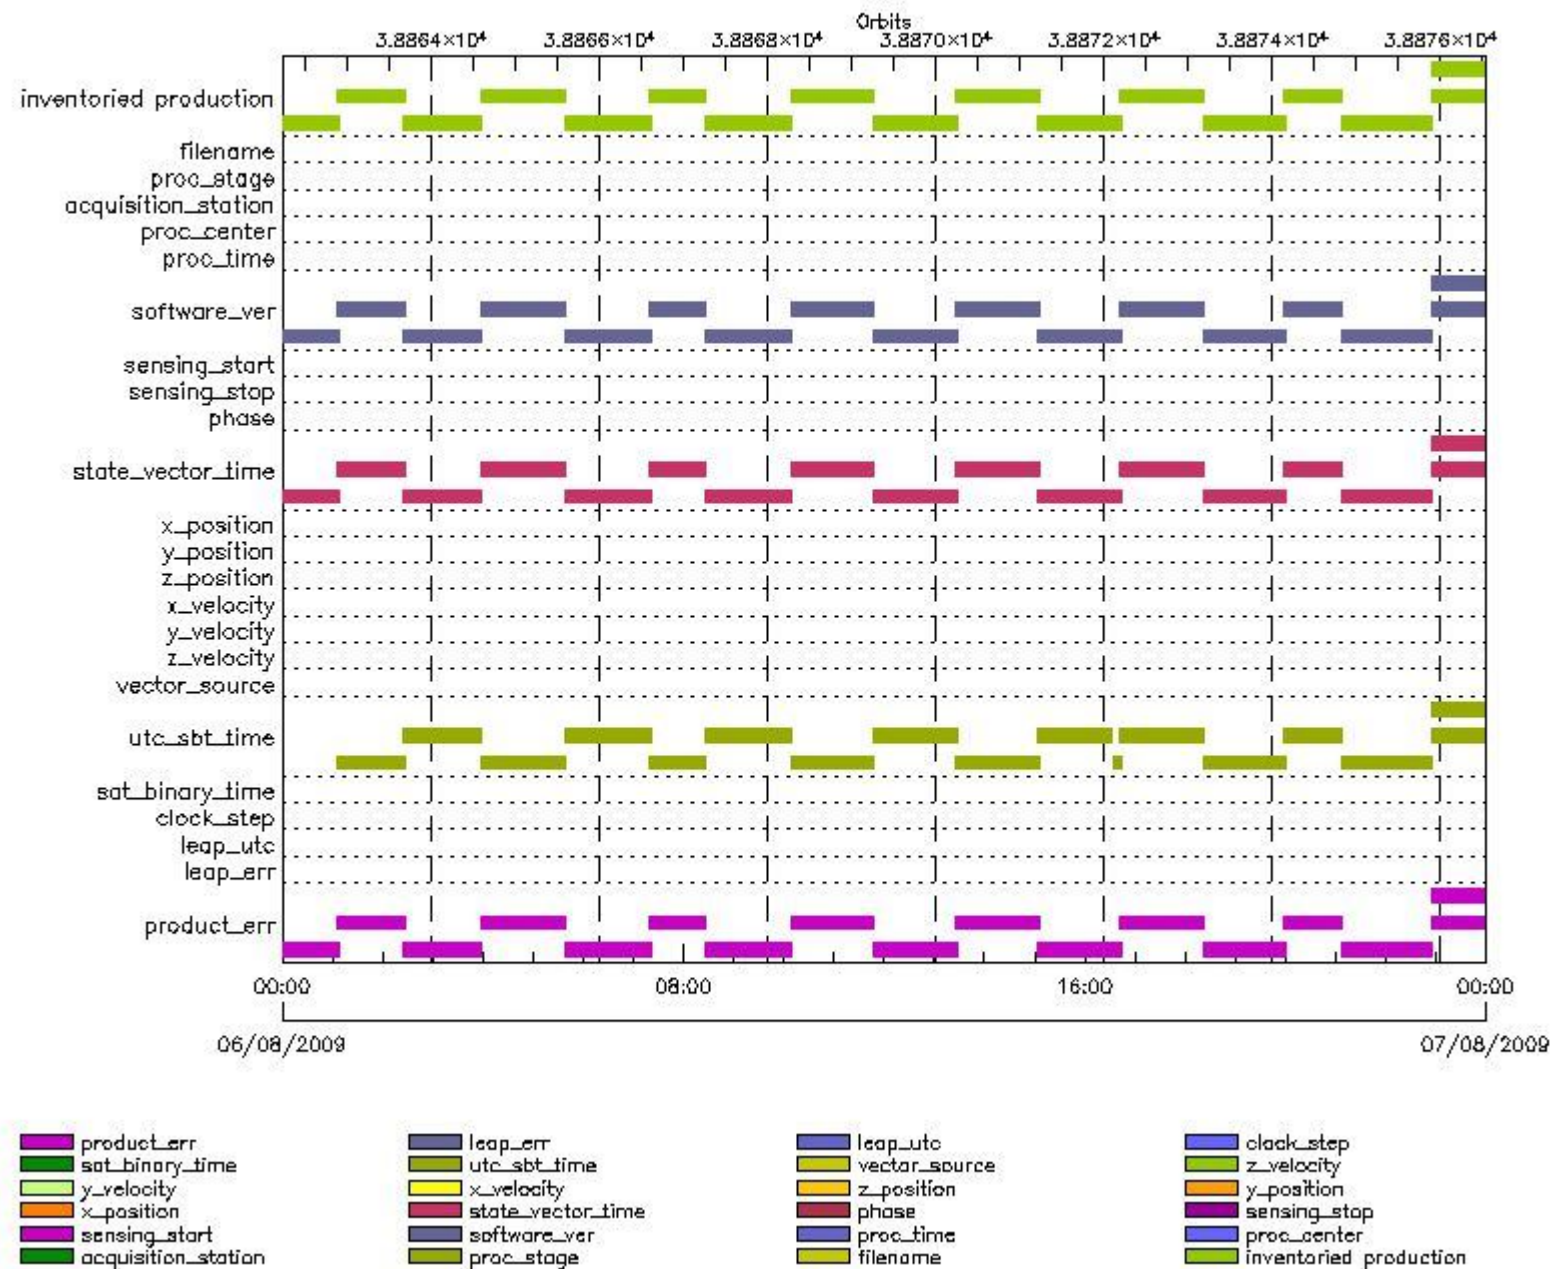 Orbits
3.8864×10⁴ 3.8866×10⁴ 3.8868×10⁴ 3.8870×10⁴ 3.8872×10⁴ 3.8874×10⁴ 3.8876×10⁴
inventoried production
filename
proc_stage
acquisition_station
proc_center
proc_time
software_ver
sensing_start
sensing_stop
phase
state_vector_time
x_position
y_position
z_position
x_velocity
y_velocity
z_velocity
vector_source
utc_sbt_time
sat_binary_time
clock_step
leap_utc
leap_err
product_err
00:00 08:00 16:00 00:00
06/08/2009 07/08/2009
product_err leap_err leap_utc clock_step
sat_binary_time utc_sbt_time vector_source z_velocity
y_velocity x_velocity z_position y_position
x_position state_vector_time phase sensing_stop
sensing_start software_ver proc_time proc_center
acquisition_station proc_stage filename inventoried production